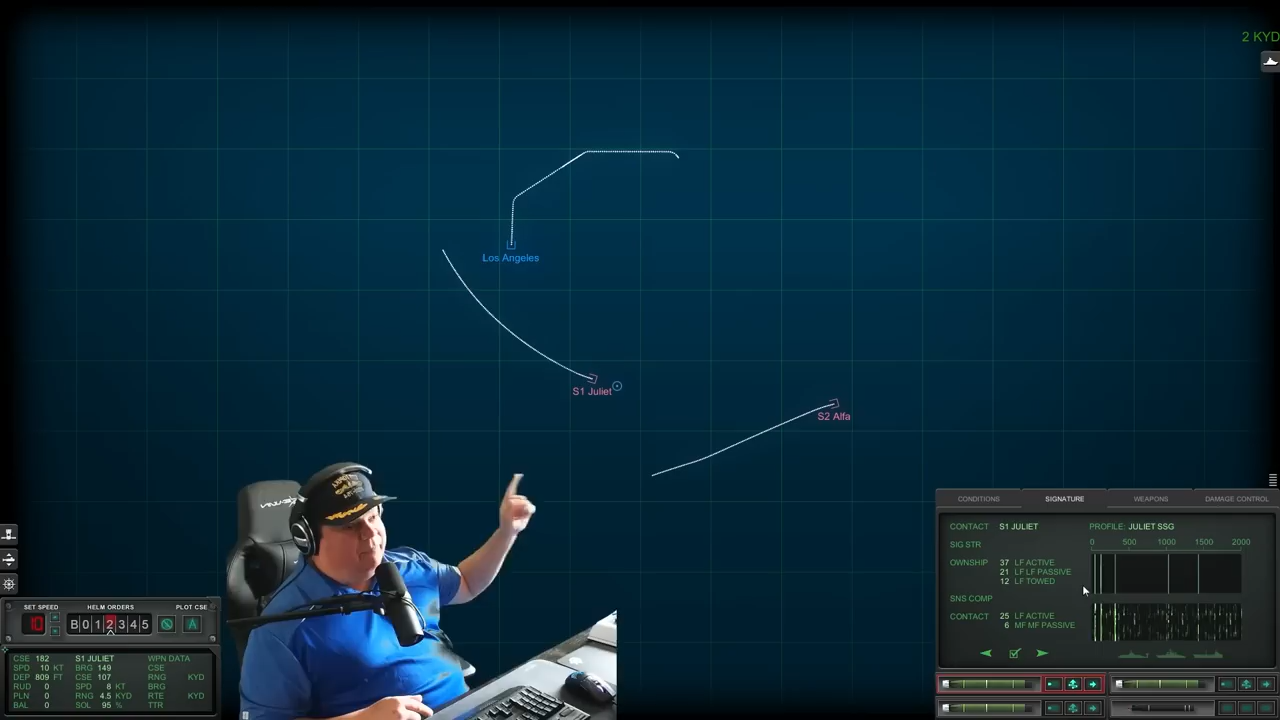 2 KYD
Los Angeles
S1 Juliet
S2 Alfa
CONDITIONS SIGNATURE WEAPONS DAMAGE CONTROL
CONTACT S1 JULIET PROFILE: JULIET SSG
SIG STR 0 500 1000 1500 2000
OWNSHIP 37 LF ACTIVE
21 LF LF PASSIVE
12 LF TOWED
SNS COMP
CONTACT 25 LF ACTIVE
6 MF MF PASSIVE
SET SPEED HELM ORDERS PLOT CSE
10 B 0 1 2 3 4 5 A
CSE 182 S1 JULIET WPN DATA
SPD 10 KT BRG 149 CSE
DEP 809 FT CSE 107 RNG KYD
RUD 0 SPD 8 KT BRG
PLN 0 RNG 4.5 KYD RTE KYD
BAL 0 SOL 95 % TTR